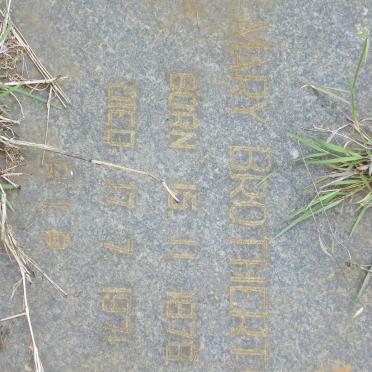 MARY BROTHERT
BORN 15. 11. 1878
DIED 17. 7. 1971
R.I.P.